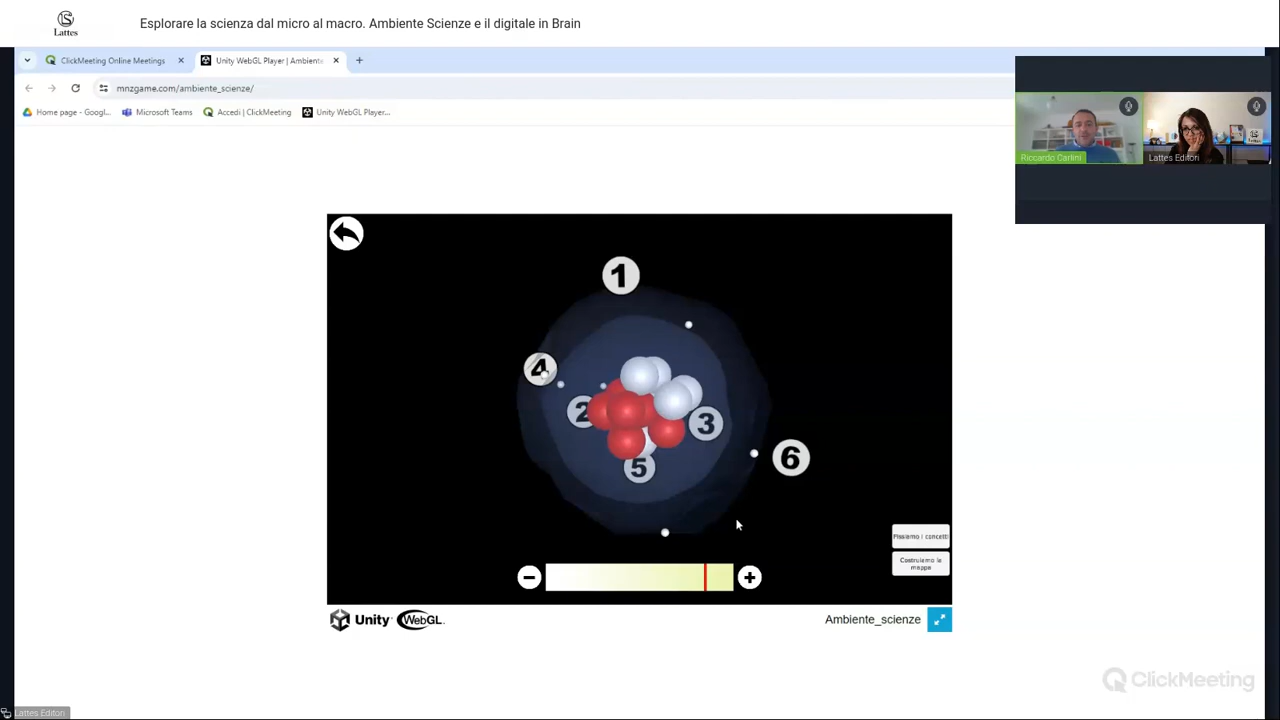 Lattes
Esplorare la scienza dal micro al macro. Ambiente Scienze e il digitale in Brain
ClickMeeting Online Meetings
Unity WebGL Player | Ambient
mnzgame.com/ambiente_scienze/
Home page - Googl...
Microsoft Teams
Accedi | ClickMeeting
Unity WebGL Player...
Riccardo Carlini
Lattes Editori
1
4
2
3
5
6
Fissiamo i concetti
Costruiamo la
mappa
Unity
WebGL
Ambiente_scienze
ClickMeeting
Lattes Editori